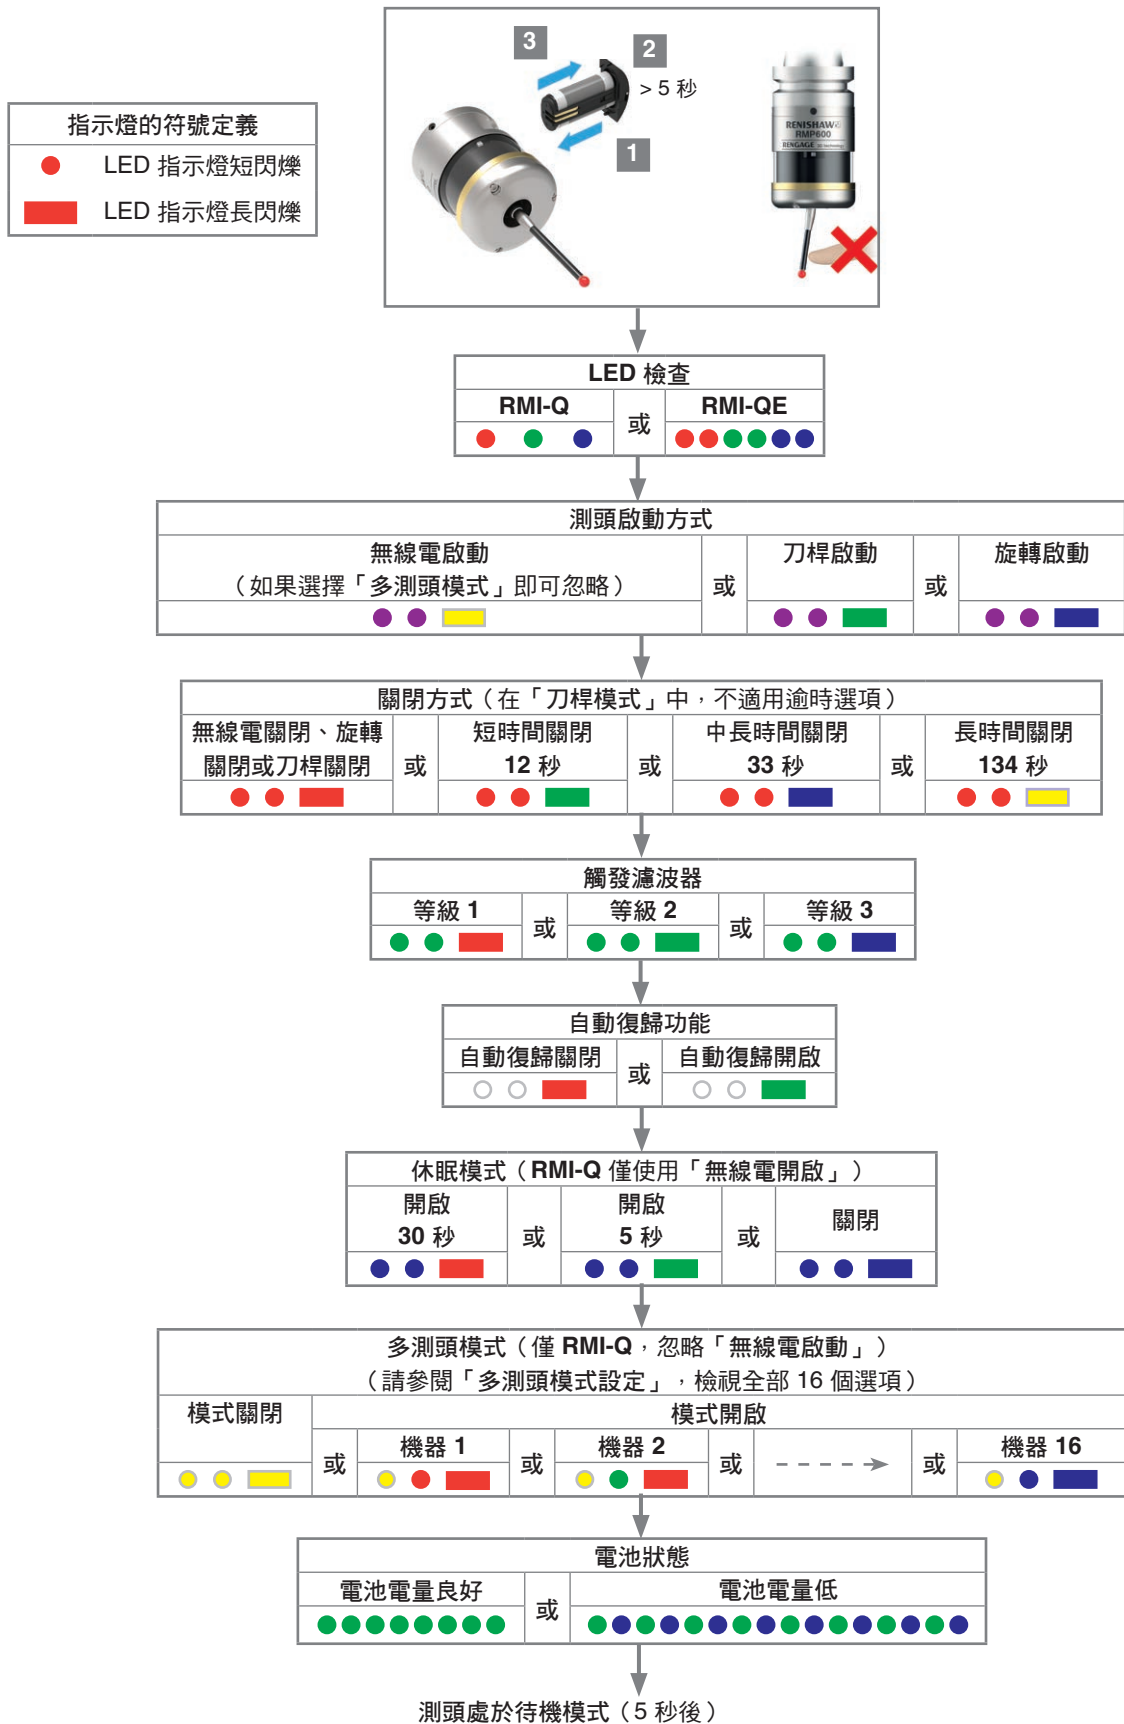 3
2
> 5 秒
1
RENISHAW
RMP600
RENGAGE
指示燈的符號定義
LED 指示燈短閃爍
LED 指示燈長閃爍
LED 檢查
RMI-Q
或
RMI-QE
測頭啟動方式
無線電啟動
（如果選擇「多測頭模式」即可忽略）
或
刀桿啟動
或
旋轉啟動
關閉方式（在「刀桿模式」中，不適用逾時選項）
無線電關閉、旋轉
關閉或刀桿關閉
或
短時間關閉
12 秒
或
中長時間關閉
33 秒
或
長時間關閉
134 秒
觸發濾波器
等級 1
或
等級 2
或
等級 3
自動復歸功能
自動復歸關閉
或
自動復歸開啟
休眠模式（RMI-Q 僅使用「無線電開啟」）
開啟
30 秒
或
開啟
5 秒
或
關閉
多測頭模式（僅 RMI-Q，忽略「無線電啟動」）
（請參閱「多測頭模式設定」，檢視全部 16 個選項）
模式關閉
模式開啟
或
機器 1
或
機器 2
或
或
機器 16
電池狀態
電池電量良好
或
電池電量低
測頭處於待機模式（5 秒後）